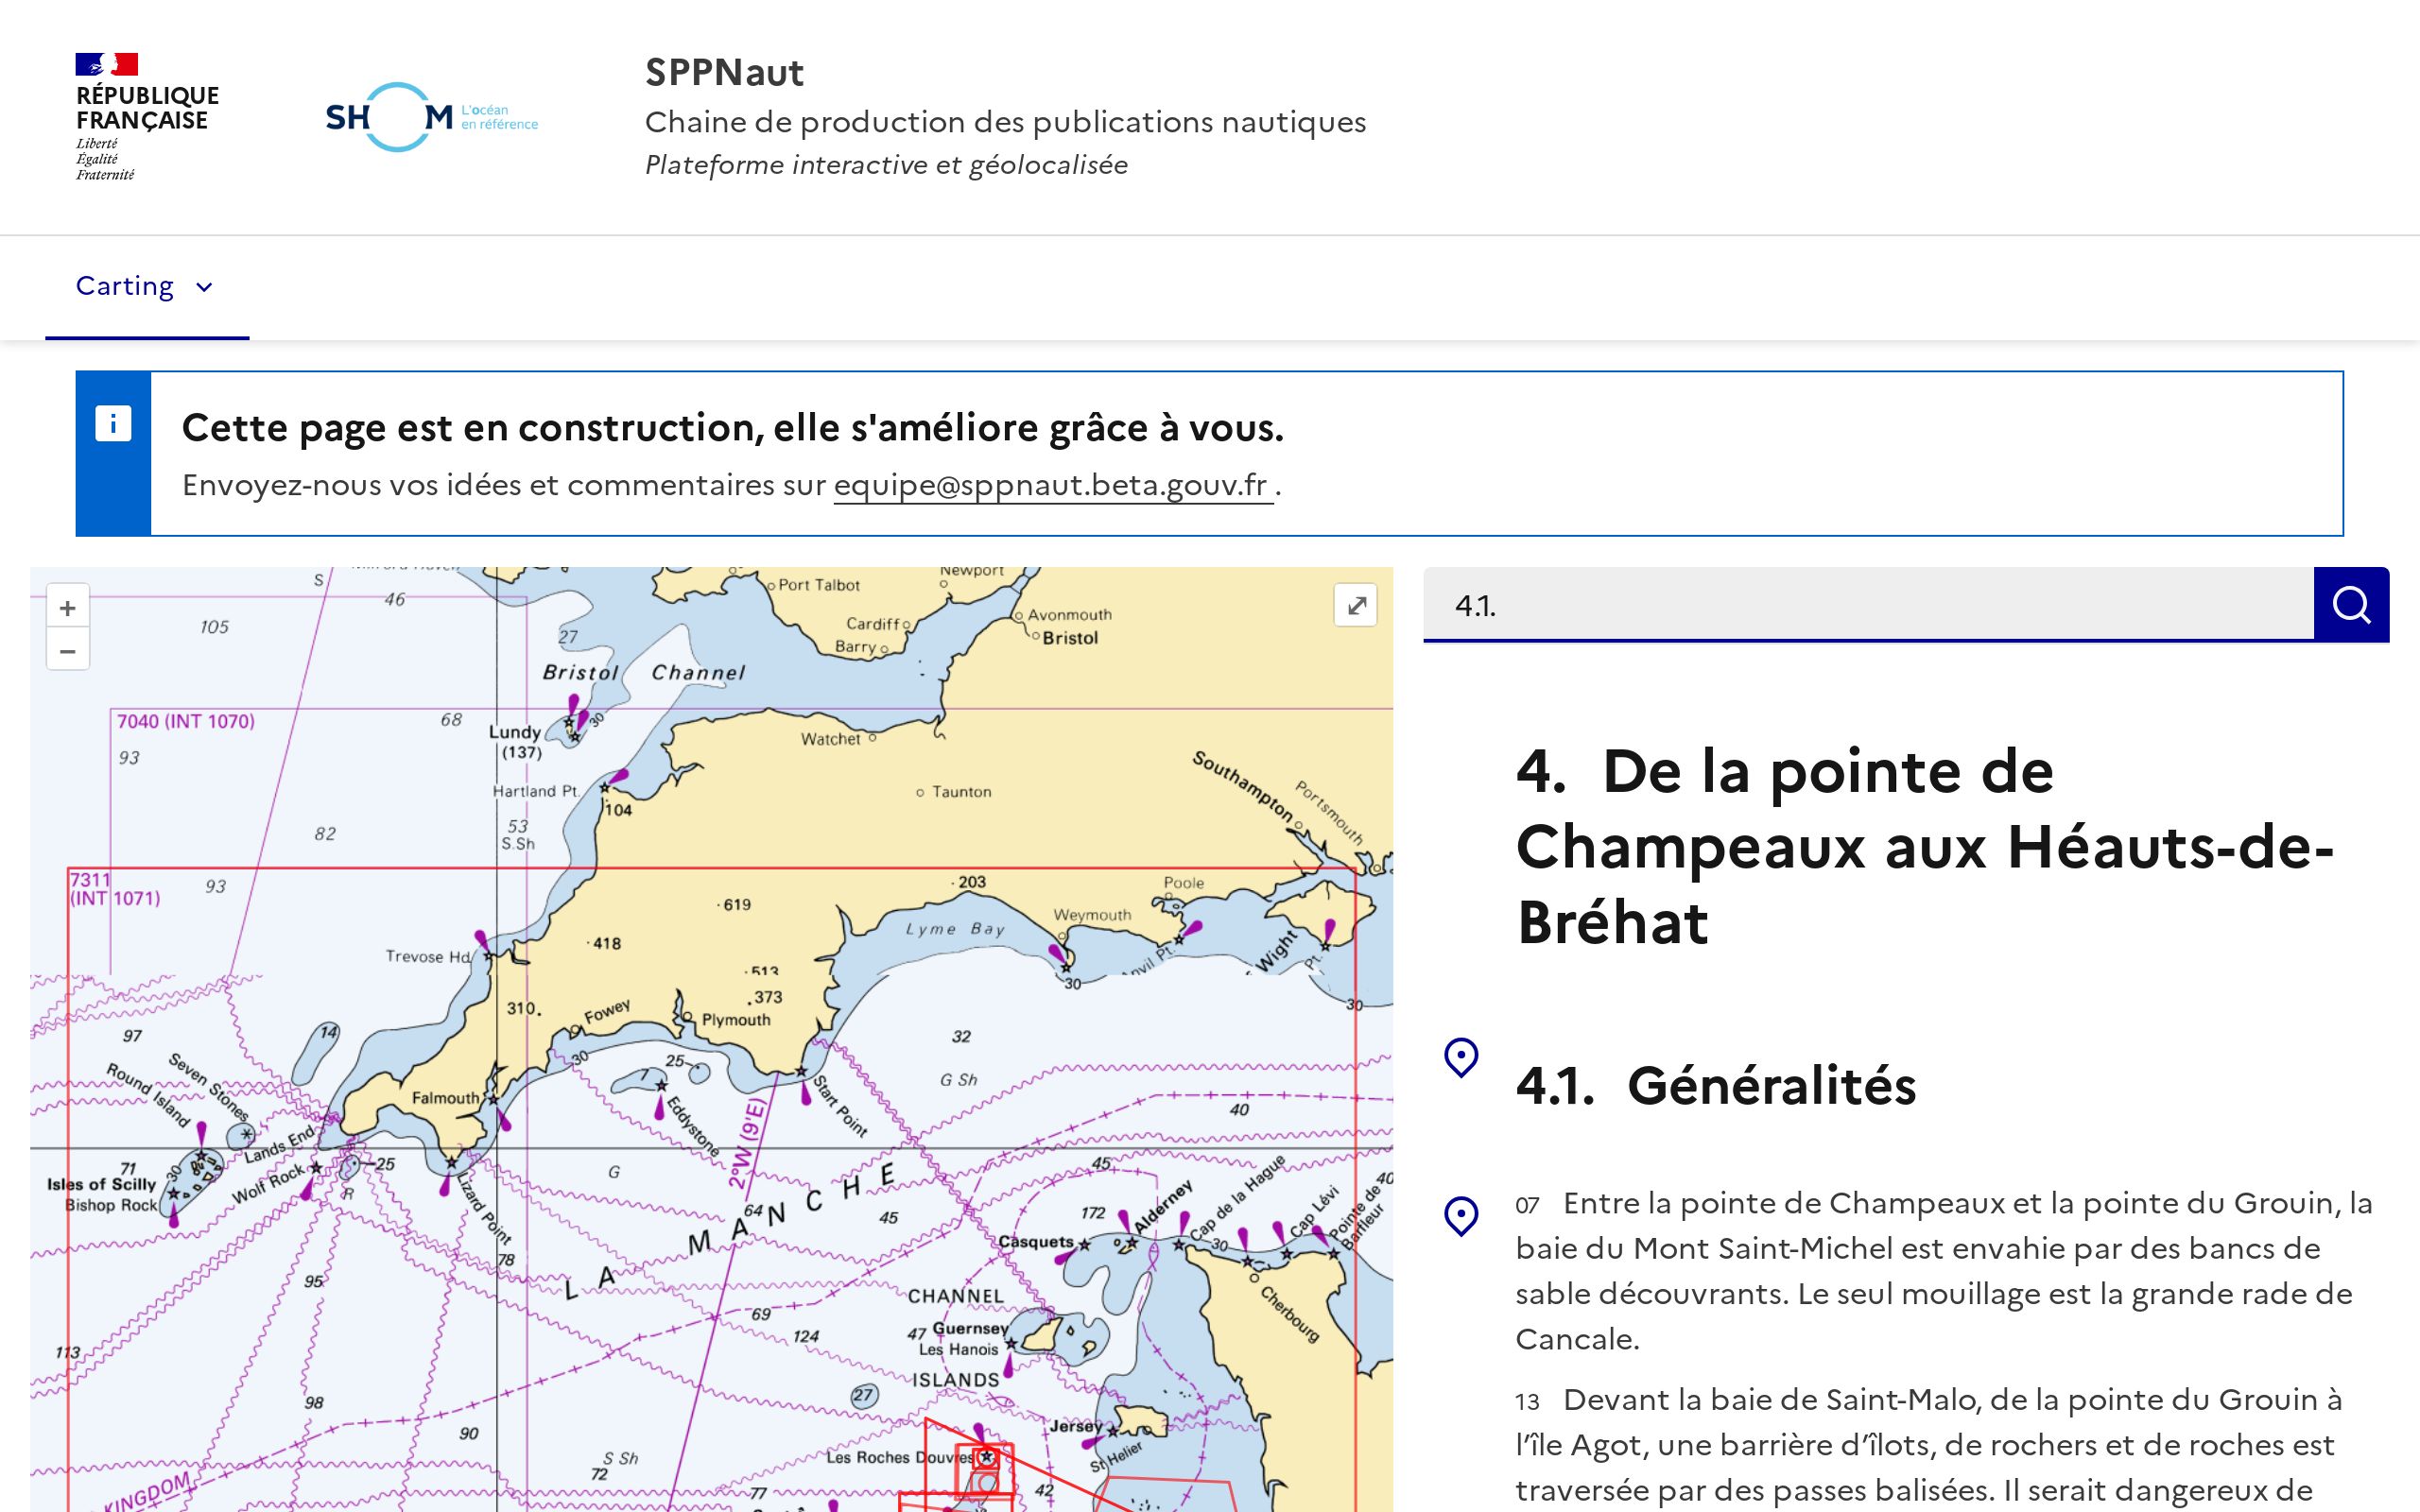 RÉPUBLIQUE
FRANÇAISE
Liberté
Égalité
Fraternité
SHOM L'océan
en référence
SPPNaut
Chaine de production des publications nautiques
Plateforme interactive et géolocalisée
Carting
Cette page est en construction, elle s'améliore grâce à vous.
Envoyez-nous vos idées et commentaires sur equipe@sppnaut.beta.gouv.fr .
+
−
S
46
105
27
Port Talbot
Newport
Cardiff
Barry
Avonmouth
Bristol
Bristol Channel
7040 (INT 1070)
68
93
30
Lundy
(137)
Watchet
Hartland Pt.
104
Taunton
Southampton
Portsmouth
82
53
S.Sh
7311
(INT 1071)
93
203
Poole
619
Weymouth
Lyme Bay
418
Trevose Hd
Wight
Pt.
513
30
373
310.
Fowey
Plymouth
30
97
14
32
Seven Stones
Round Island
30
25
7
G Sh
Falmouth
Start Point
Eddystone
40
2°W (9'E)
Lands End
71
30
25
45
G
Isles of Scilly
Bishop Rock
Wolf Rock
R
Lizard Point
LA MANCHE
64
45
172
Alderney
Cap de la Hague
Cap Lévi
Pointe de
Barfleur
40
Casquets
30
78
95
Cherbourg
CHANNEL
69
124
47
Guernsey
Les Hanois
113
ISLANDS
27
98
90
Jersey
St Helier
S Sh
72
Les Roches Douvres
77
42
KINGDOM
4.1.
4. De la pointe de
Champeaux aux Héauts-de-
Bréhat
4.1. Généralités
07 Entre la pointe de Champeaux et la pointe du Grouin, la
baie du Mont Saint-Michel est envahie par des bancs de
sable découvrants. Le seul mouillage est la grande rade de
Cancale.
13 Devant la baie de Saint-Malo, de la pointe du Grouin à
l’île Agot, une barrière d’îlots, de rochers et de roches est
traversée par des passes balisées. Il serait dangereux de